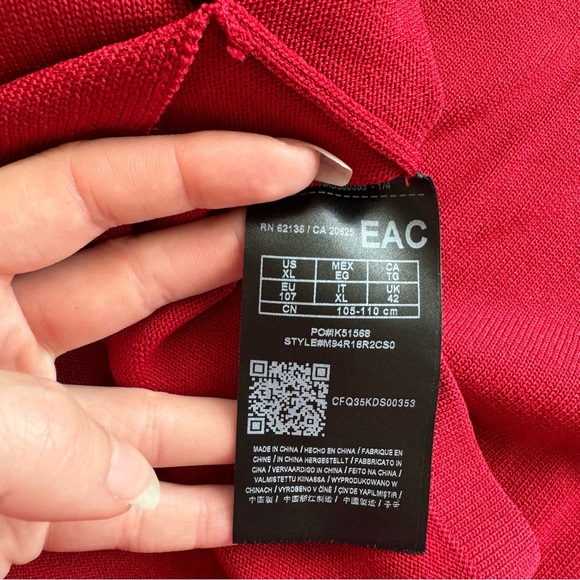 RN 62136 / CA 20625 EAC
US XL MEX EG CA TG
EU 107 IT XL UK 42
CN 105-110 cm
PO#IK51568
STYLE#M94R18R2CS0
CFQ35KDS00353
MADE IN CHINA / HECHO EN CHINA / FABRIQUE EN
CHINE / IN CHINA HERGESTELLT / FABBRICATO IN
CINA / VERVAARDIGD IN CHINA / FEITO NA CHINA /
VALMISTETTU KIINASSA / WYPRODUKOWANO W
CHINACH / VYROBENO V ČÍNĚ / ÇİN'DE YAPILMIŞTIR /